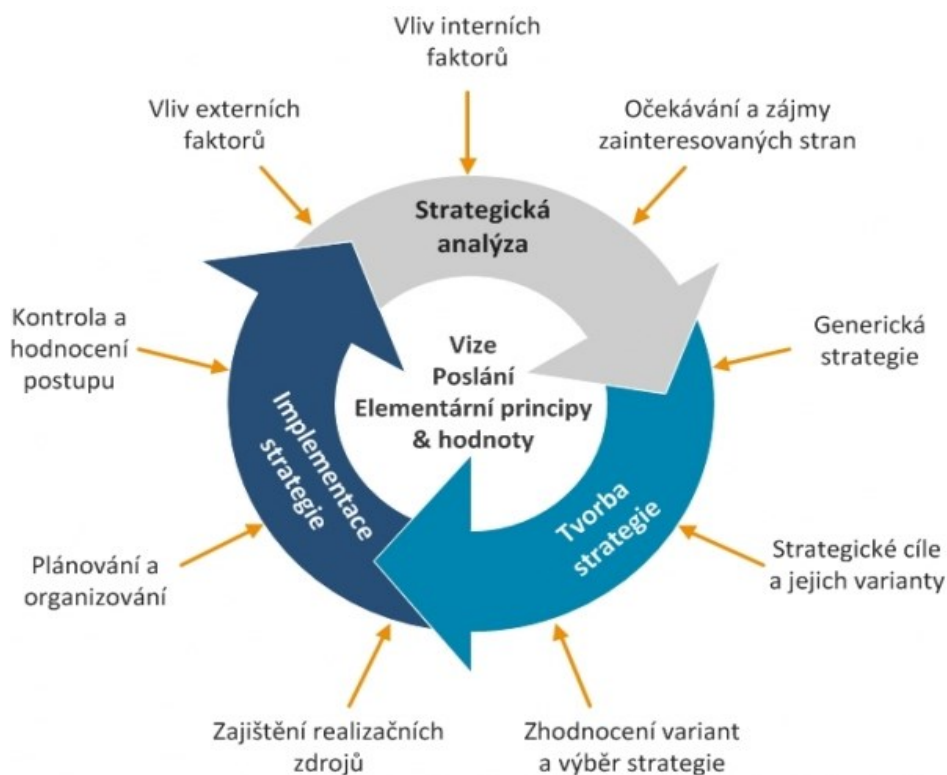 Vliv interních
faktorů
Vliv externích
faktorů
Očekávání a zájmy
zainteresovaných stran
Strategická
analýza
Kontrola a
hodnocení
postupu
Generická
strategie
Vize
Poslání
Elementární principy
& hodnoty
Implementace
strategie
Tvorba
strategie
Plánování a
organizování
Strategické cíle
a jejich varianty
Zajištění realizačních
zdrojů
Zhodnocení variant
a výběr strategie